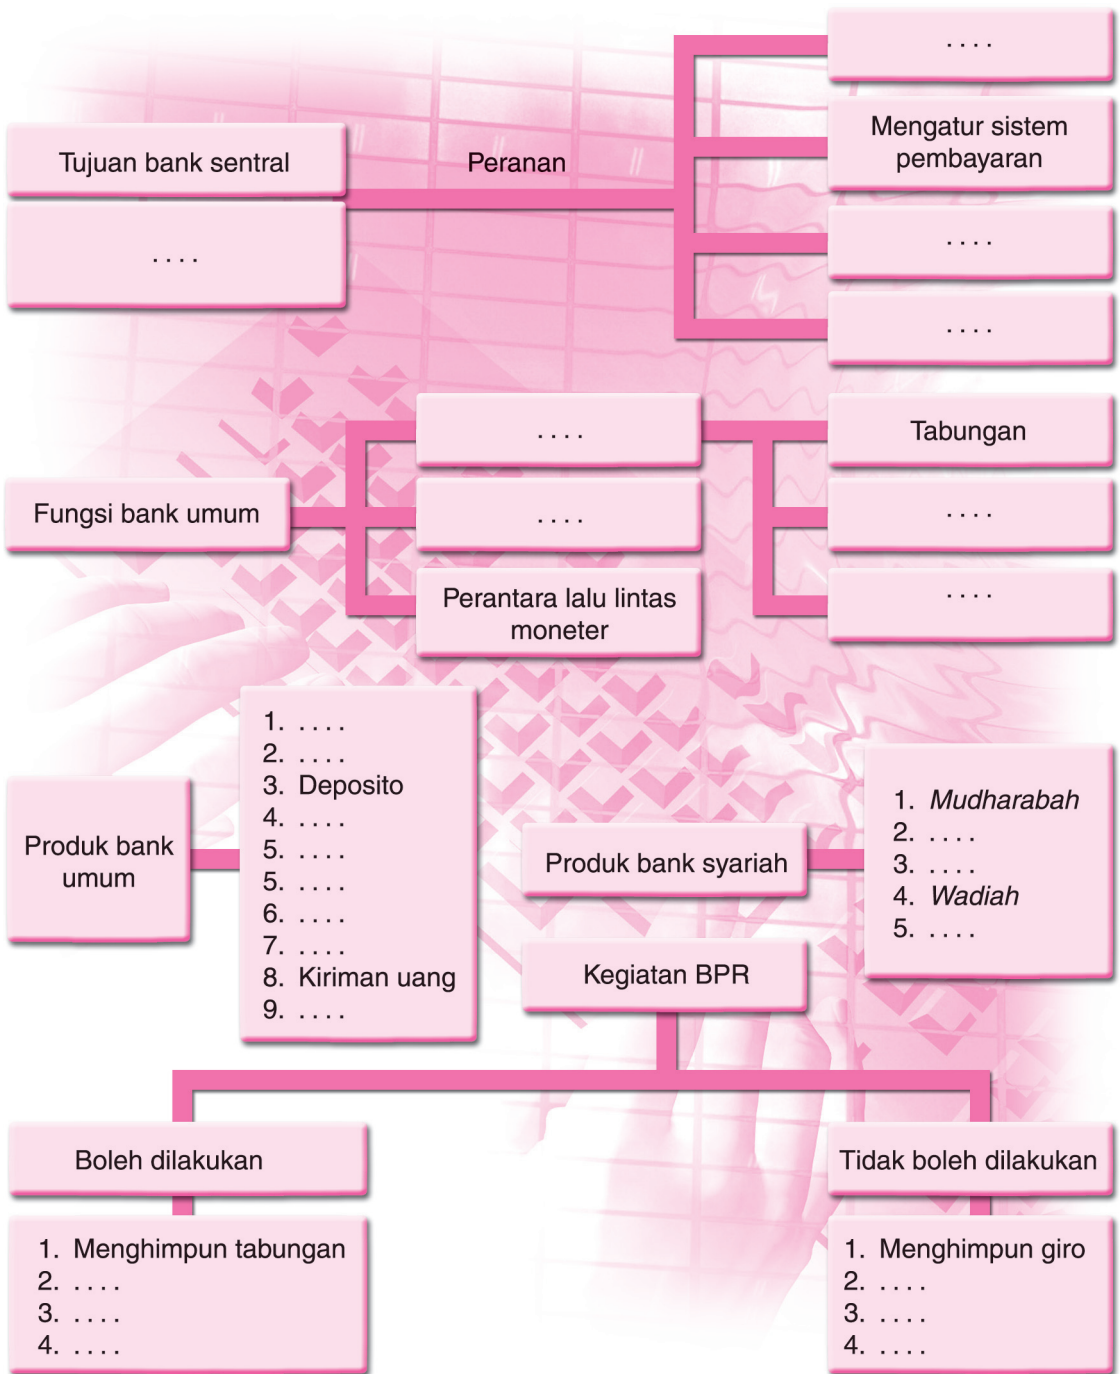 . . . .
Tujuan bank sentral
Peranan
Mengatur sistem
pembayaran
. . . .
. . . .
. . . .
. . . .
Tabungan
Fungsi bank umum
. . . .
. . . .
Perantara lalu lintas
moneter
. . . .
Produk bank
umum
1. . . . .
2. . . . .
3. Deposito
4. . . . .
5. . . . .
5. . . . .
6. . . . .
7. . . . .
8. Kiriman uang
9. . . . .
Produk bank syariah
1. Mudharabah
2. . . . .
3. . . . .
4. Wadiah
5. . . . .
Kegiatan BPR
Boleh dilakukan
1. Menghimpun tabungan
2. . . . .
3. . . . .
4. . . . .
Tidak boleh dilakukan
1. Menghimpun giro
2. . . . .
3. . . . .
4. . . . .